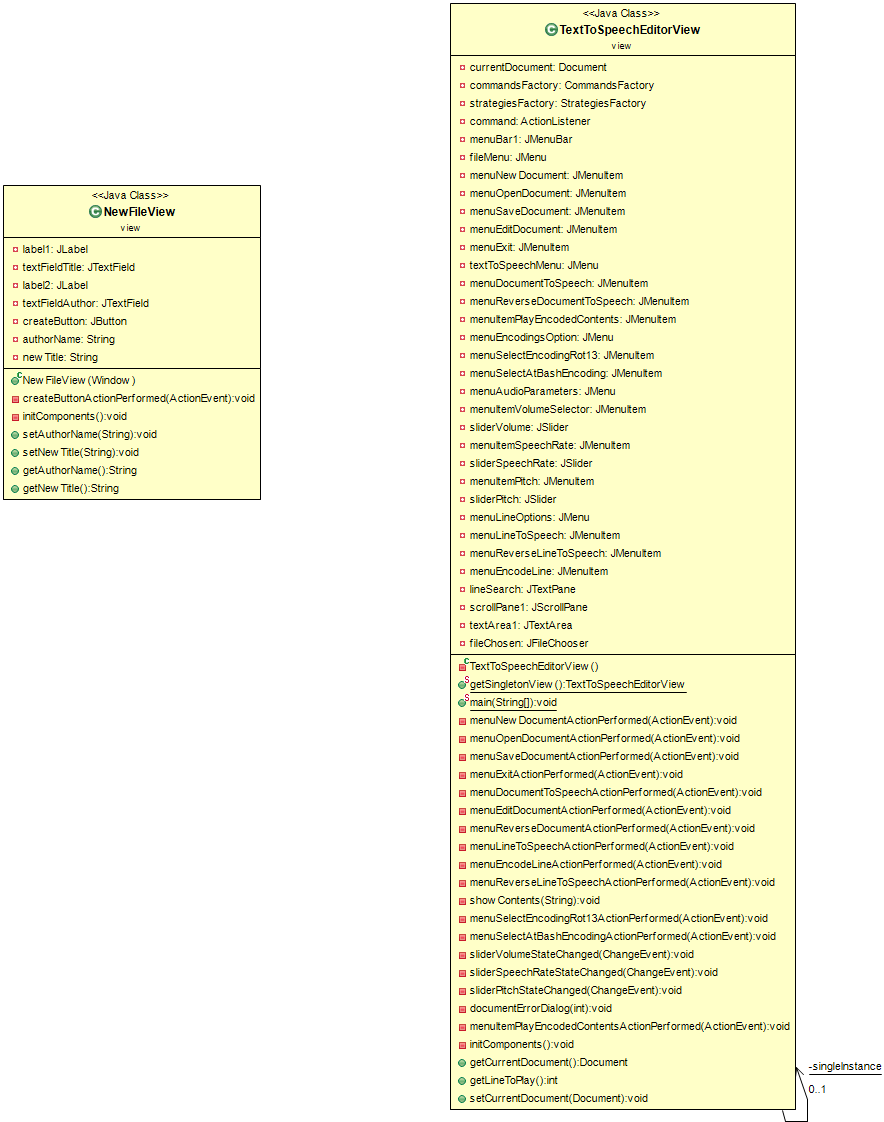 <<Java Class>>
NewFileView
view
label1: JLabel
textFieldTitle: JTextField
label2: JLabel
textFieldAuthor: JTextField
createButton: JButton
authorName: String
newTitle: String
C
NewFileView(Window)
createButtonActionPerformed(ActionEvent):void
initComponents():void
setAuthorName(String):void
setNewTitle(String):void
getAuthorName():String
getNewTitle():String
<<Java Class>>
TextToSpeechEditorView
view
currentDocument: Document
commandsFactory: CommandsFactory
strategiesFactory: StrategiesFactory
command: ActionListener
menuBar1: JMenuBar
fileMenu: JMenu
menuNewDocument: JMenuItem
menuOpenDocument: JMenuItem
menuSaveDocument: JMenuItem
menuEditDocument: JMenuItem
menuExit: JMenuItem
textToSpeechMenu: JMenu
menuDocumentToSpeech: JMenuItem
menuReverseDocumentToSpeech: JMenuItem
menuItemPlayEncodedContents: JMenuItem
menuEncodingsOption: JMenu
menuSelectEncodingRot13: JMenuItem
menuSelectAtBashEncoding: JMenuItem
menuAudioParameters: JMenu
menuItemVolumeSelector: JMenuItem
sliderVolume: JSlider
menuItemSpeechRate: JMenuItem
sliderSpeechRate: JSlider
menuItemPitch: JMenuItem
sliderPitch: JSlider
menuLineOptions: JMenu
menuLineToSpeech: JMenuItem
menuReverseLineToSpeech: JMenuItem
menuEncodeLine: JMenuItem
lineSearch: JTextPane
scrollPane1: JScrollPane
textArea1: JTextArea
fileChosen: JFileChooser
TextToSpeechEditorView()
getSingletonView():TextToSpeechEditorView
main(String[]):void
menuNewDocumentActionPerformed(ActionEvent):void
menuOpenDocumentActionPerformed(ActionEvent):void
menuSaveDocumentActionPerformed(ActionEvent):void
menuExitActionPerformed(ActionEvent):void
menuDocumentToSpeechActionPerformed(ActionEvent):void
menuEditDocumentActionPerformed(ActionEvent):void
menuReverseDocumentActionPerformed(ActionEvent):void
menuLineToSpeechActionPerformed(ActionEvent):void
menuEncodeLineActionPerformed(ActionEvent):void
menuReverseLineToSpeechActionPerformed(ActionEvent):void
showContents(String):void
menuSelectEncodingRot13ActionPerformed(ActionEvent):void
menuSelectAtBashEncodingActionPerformed(ActionEvent):void
sliderVolumeStateChanged(ChangeEvent):void
sliderSpeechRateStateChanged(ChangeEvent):void
sliderPitchStateChanged(ChangeEvent):void
documentErrorDialog(int):void
menuItemPlayEncodedContentsActionPerformed(ActionEvent):void
initComponents():void
getCurrentDocument():Document
getLineToPlay():int
setCurrentDocument(Document):void
-singleInstance
0..1